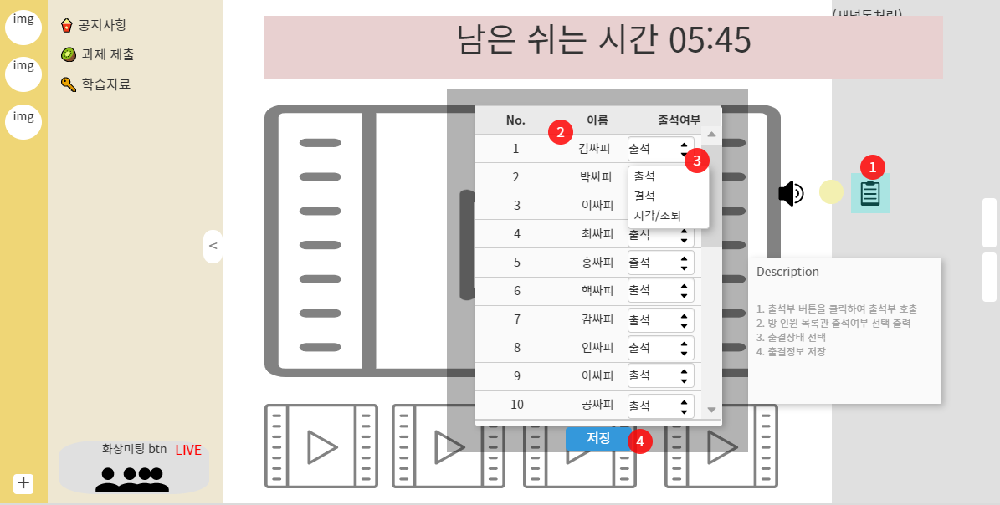 img
img
img
공지사항
과제 제출
학습자료
<
화상미팅 btn LIVE
+
(채널톡처럼)
남은 쉬는 시간 05:45
No. 이름 출석여부
2
1 김싸피 출석
3
2 박싸피
출석
결석
지각/조퇴
3 이싸피
4 최싸피 출석
5 홍싸피 출석
6 핵싸피 출석
7 감싸피 출석
8 인싸피 출석
9 아싸피 출석
10 공싸피 출석
저장
4
1
Description
1. 출석부 버튼을 클릭하여 출석부 호출
2. 방 인원 목록관 출석여부 선택 출력
3. 출결상태 선택
4. 출결정보 저장